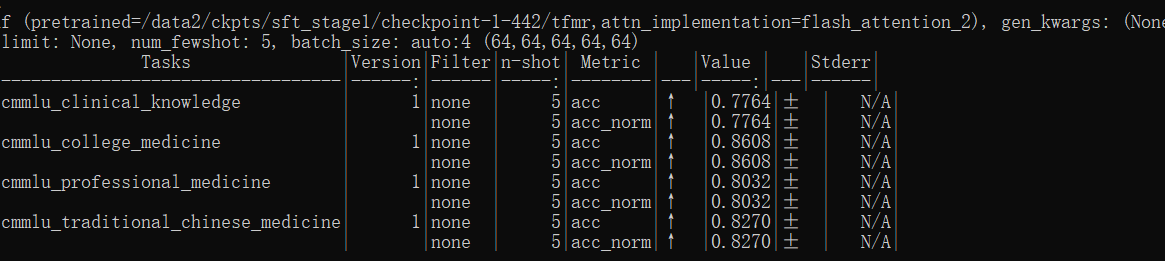 f (pretrained=/data2/ckpts/sft_stage1/checkpoint-1-442/tfmr,attn_implementation=flash_attention_2), gen_kwargs: (None
limit: None, num_fewshot: 5, batch_size: auto:4 (64,64,64,64,64)
| Tasks |Version|Filter|n-shot| Metric | |Value | |Stderr|
|---------------------------------|------:|------|-----:|--------|---|-----:|---|------|
cmmlu_clinical_knowledge | 1|none | 5|acc |↑ |0.7764|± | N/A|
| |none | 5|acc_norm|↑ |0.7764|± | N/A|
cmmlu_college_medicine | 1|none | 5|acc |↑ |0.8608|± | N/A|
| |none | 5|acc_norm|↑ |0.8608|± | N/A|
cmmlu_professional_medicine | 1|none | 5|acc |↑ |0.8032|± | N/A|
| |none | 5|acc_norm|↑ |0.8032|± | N/A|
cmmlu_traditional_chinese_medicine| 1|none | 5|acc |↑ |0.8270|± | N/A|
| |none | 5|acc_norm|↑ |0.8270|± | N/A|